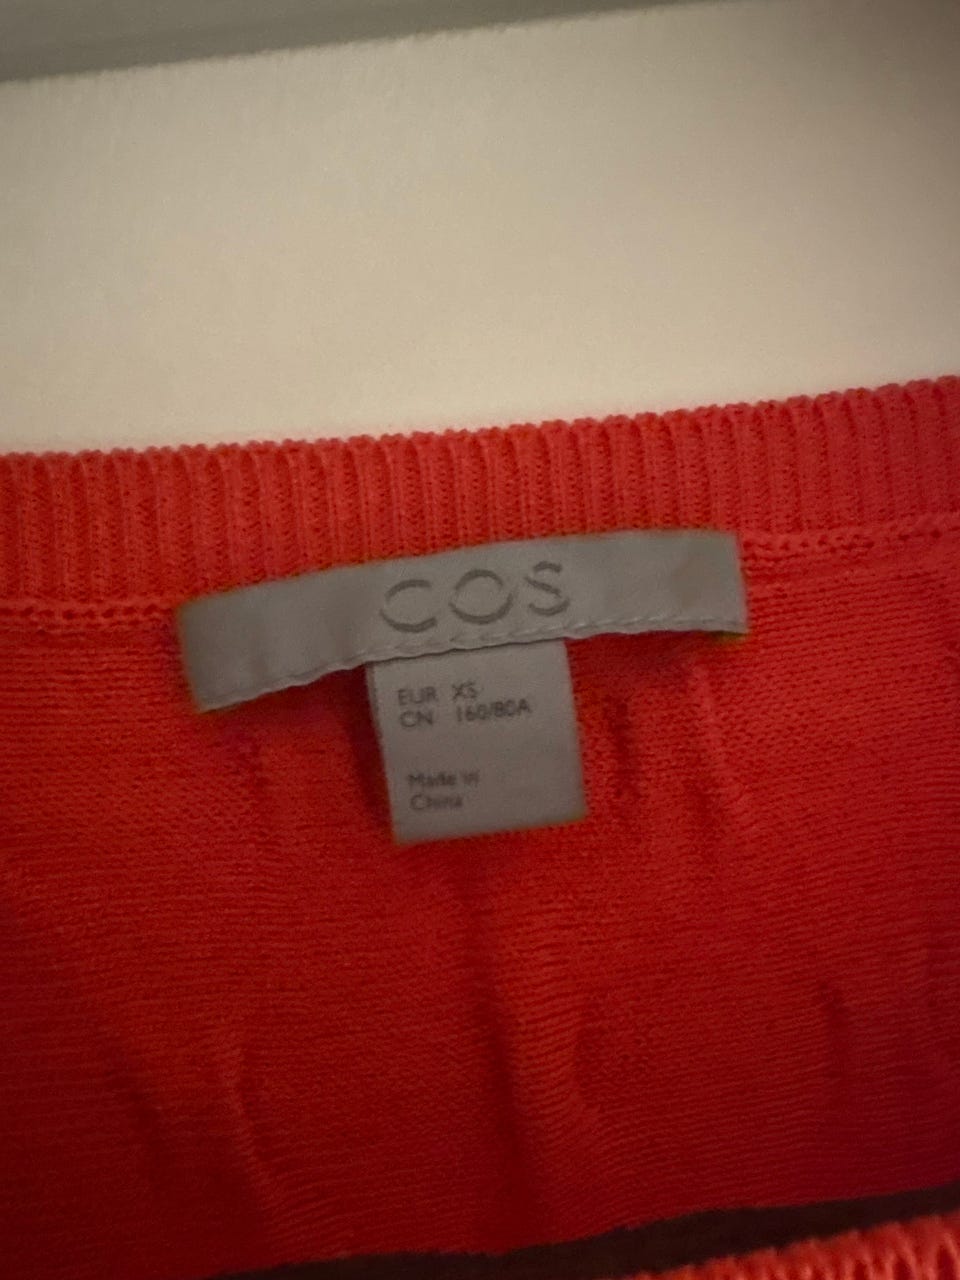 COS
EUR XS
CN 160/80A
Made in
China